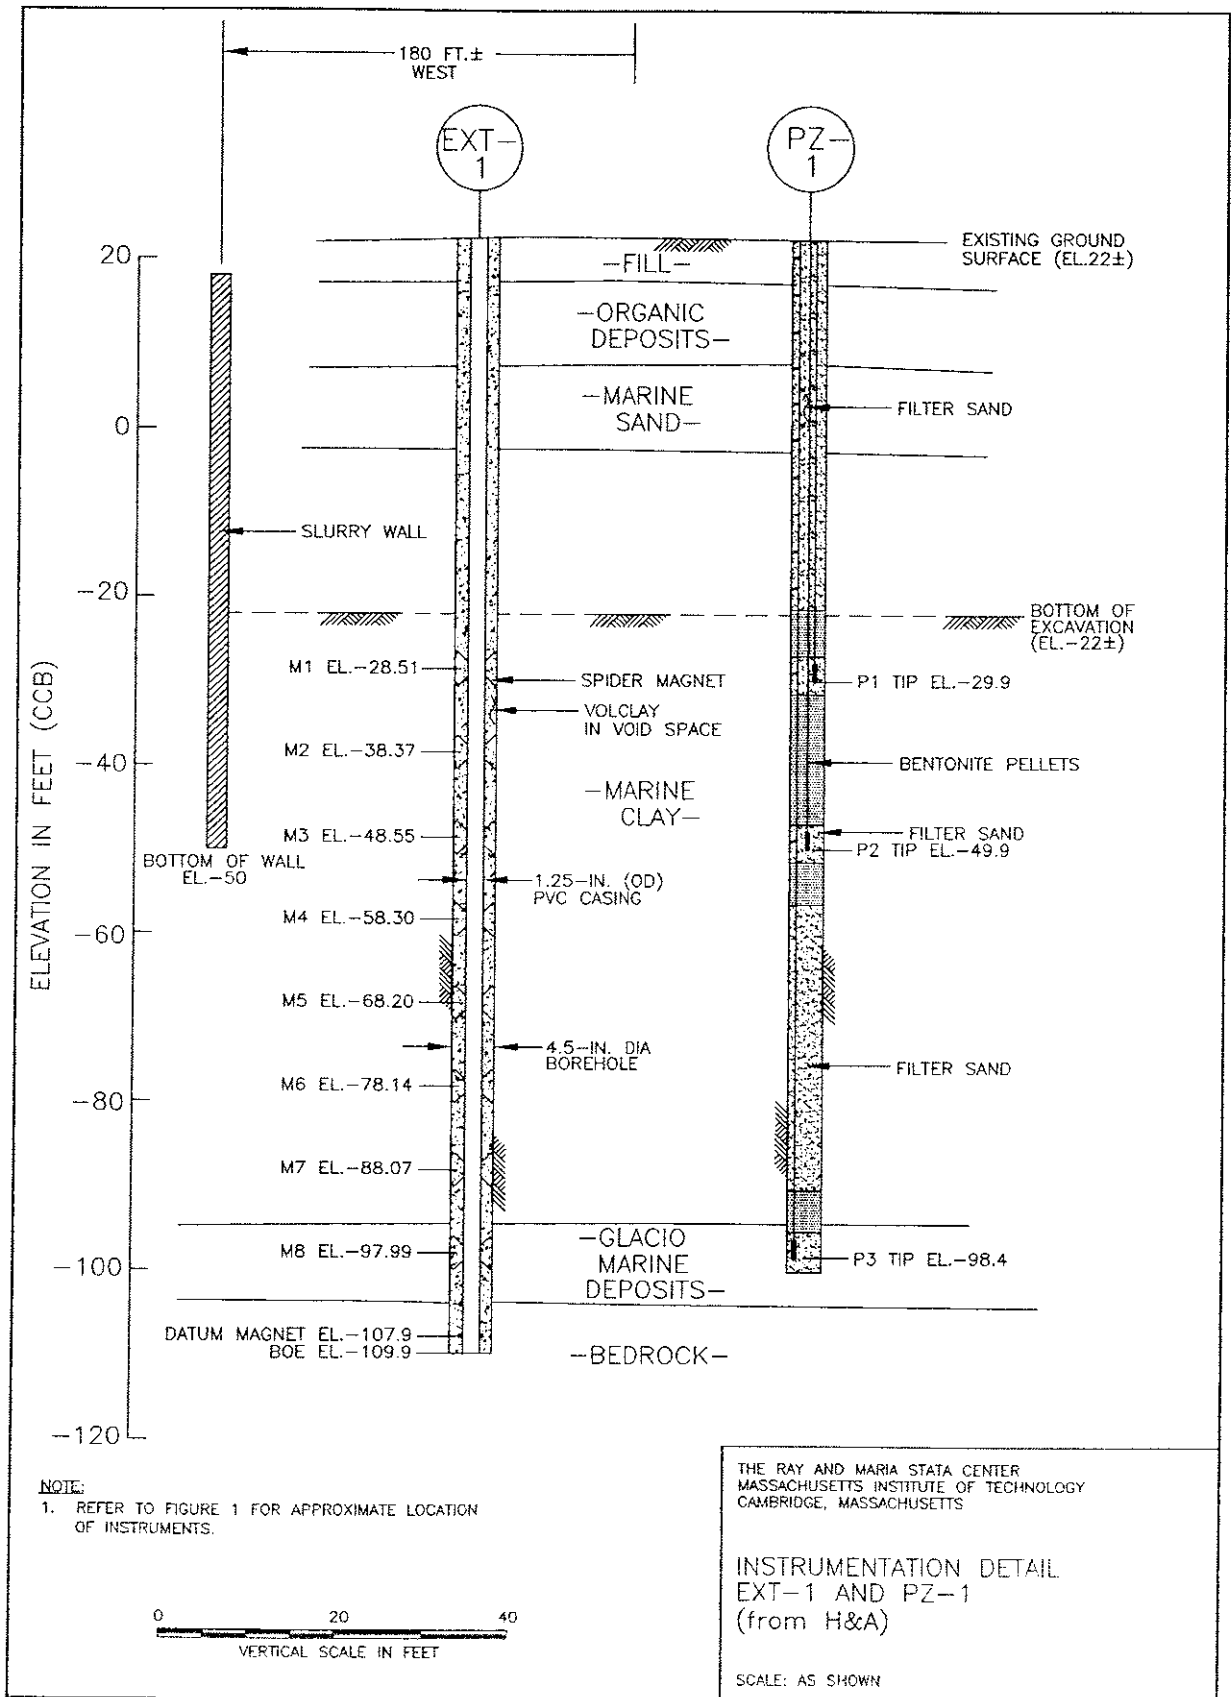 180 FT.±
WEST
EXT-
1
PZ-
1
EXISTING GROUND
SURFACE (EL.22±)
-FILL-
-ORGANIC
DEPOSITS-
-MARINE
SAND-
FILTER SAND
SLURRY WALL
BOTTOM OF
EXCAVATION
(EL.-22±)
M1 EL.-28.51
SPIDER MAGNET
P1 TIP EL.-29.9
VOLCLAY
IN VOID SPACE
M2 EL.-38.37
BENTONITE PELLETS
-MARINE
CLAY-
M3 EL.-48.55
FILTER SAND
P2 TIP EL.-49.9
BOTTOM OF WALL
EL.-50
1.25-IN. (OD)
PVC CASING
M4 EL.-58.30
M5 EL.-68.20
4.5-IN. DIA
BOREHOLE
FILTER SAND
M6 EL.-78.14
M7 EL.-88.07
M8 EL.-97.99
-GLACIO
MARINE
DEPOSITS-
P3 TIP EL.-98.4
DATUM MAGNET EL.-107.9
BOE EL.-109.9
-BEDROCK-
ELEVATION IN FEET (CCB)
20
0
-20
-40
-60
-80
-100
-120
NOTE:
1. REFER TO FIGURE 1 FOR APPROXIMATE LOCATION
OF INSTRUMENTS.
0 20 40
VERTICAL SCALE IN FEET
THE RAY AND MARIA STATA CENTER
MASSACHUSETTS INSTITUTE OF TECHNOLOGY
CAMBRIDGE, MASSACHUSETTS
INSTRUMENTATION DETAIL
EXT-1 AND PZ-1
(from H&A)
SCALE: AS SHOWN